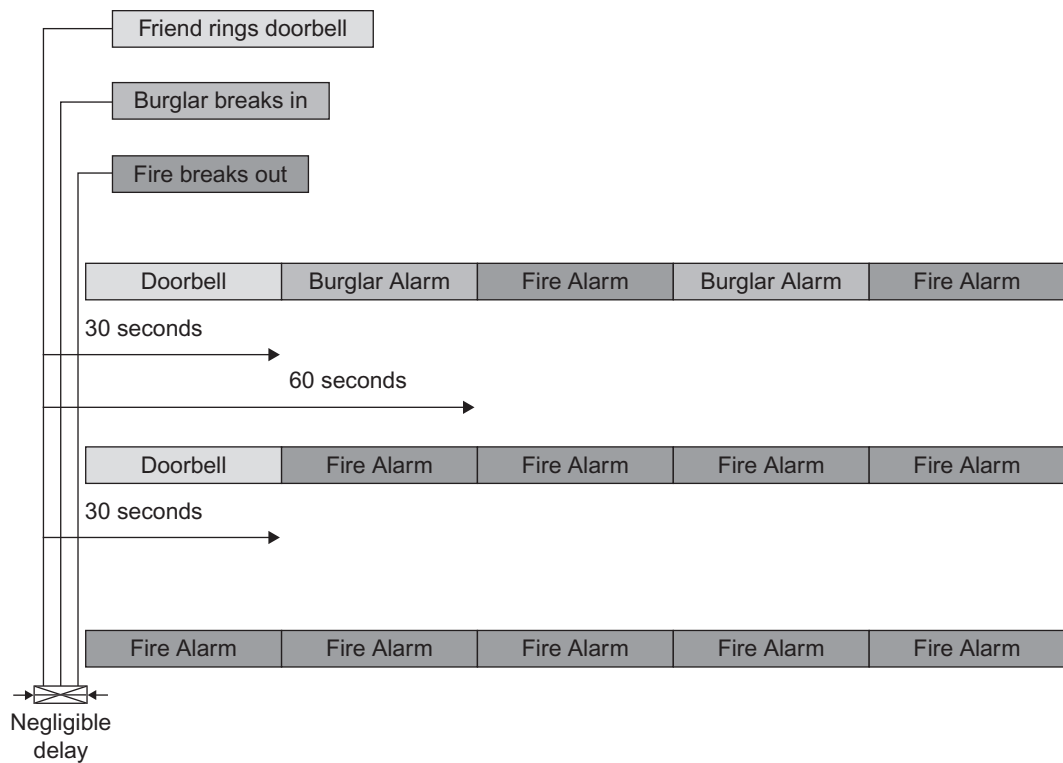 Friend rings doorbell
Burglar breaks in
Fire breaks out
Doorbell Burglar Alarm Fire Alarm Burglar Alarm Fire Alarm
30 seconds
60 seconds
Doorbell Fire Alarm Fire Alarm Fire Alarm Fire Alarm
30 seconds
Fire Alarm Fire Alarm Fire Alarm Fire Alarm Fire Alarm
Negligible
delay